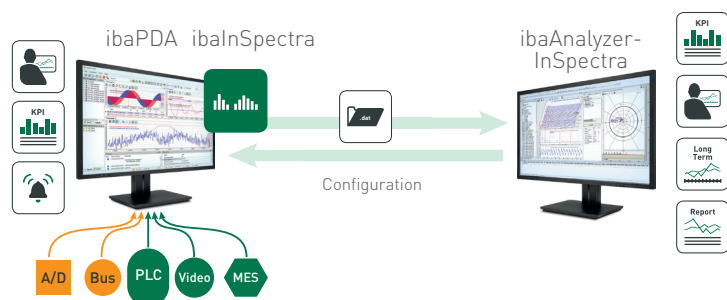 ibaPDA ibaInSpectra
ibaAnalyzer-
InSpectra
KPI
KPI
.dat
Configuration
Long
Term
Report
A/D
Bus
PLC
Video
MES